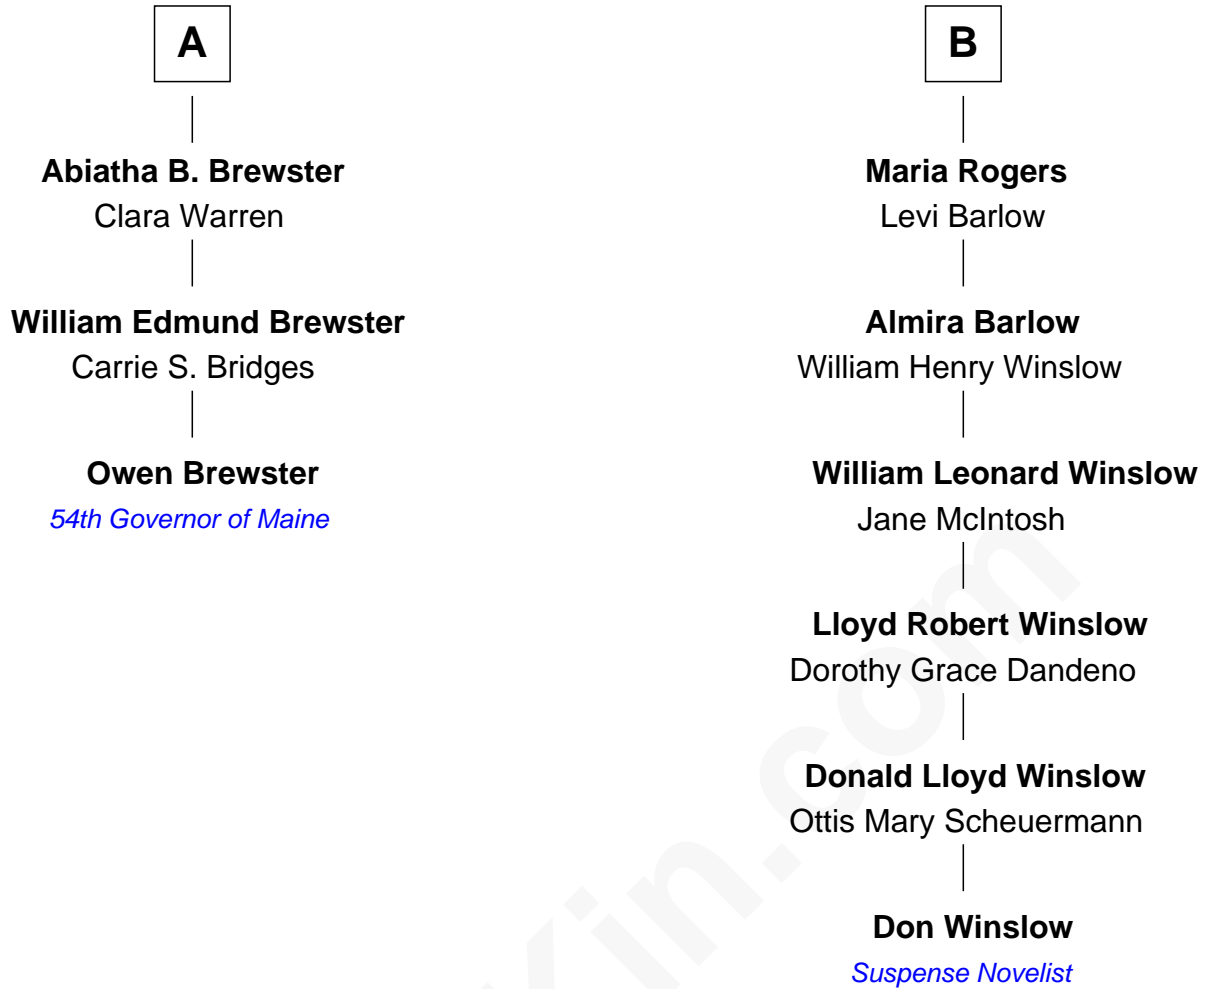 A
B
Abiatha B. Brewster
Clara Warren
William Edmund Brewster
Carrie S. Bridges
Owen Brewster
54th Governor of Maine
Maria Rogers
Levi Barlow
Almira Barlow
William Henry Winslow
William Leonard Winslow
Jane McIntosh
Lloyd Robert Winslow
Dorothy Grace Dandeno
Donald Lloyd Winslow
Ottis Mary Scheuermann
Don Winslow
Suspense Novelist
Kin.com